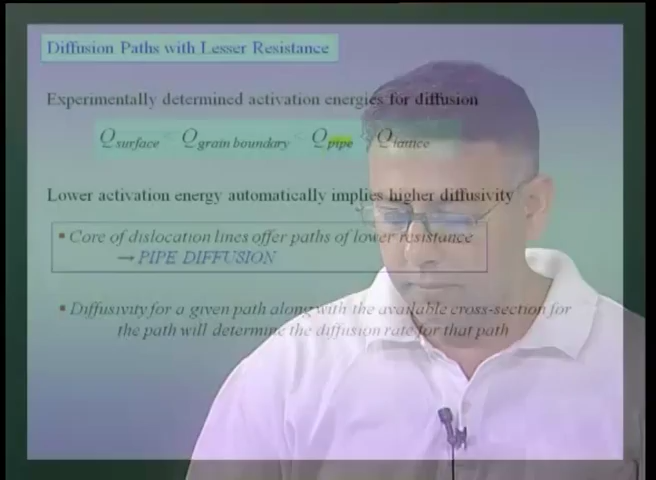 Diffusion Paths with Lesser Resistance
Experimentally determined activation energies for diffusion
Qsurface < Qgrain boundary < Qpipe < Qlattice
Lower activation energy automatically implies higher diffusivity
▪ Core of dislocation lines offer paths of lower resistance
→ PIPE DIFFUSION
▪ Diffusivity for a given path along with the available cross-section for
the path will determine the diffusion rate for that path